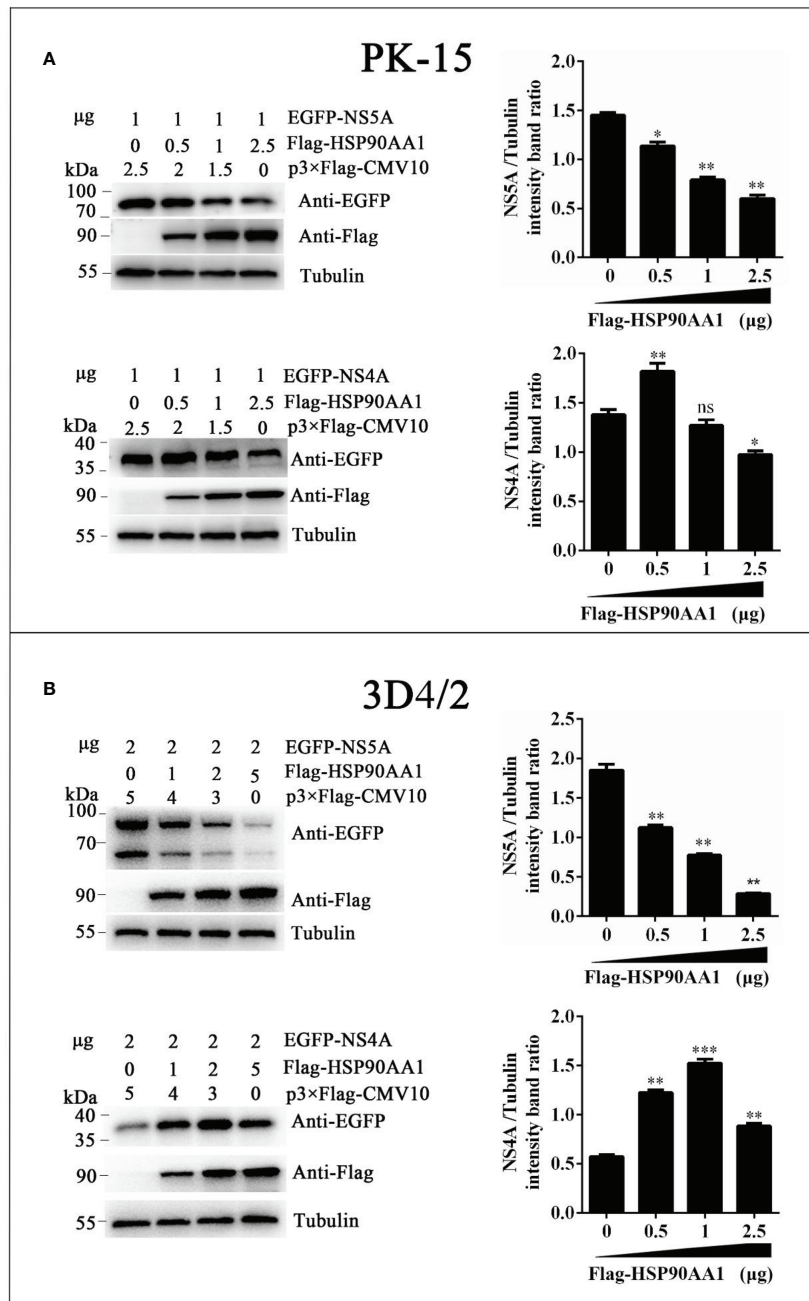 A
PK-15
μg 1 1 1 1 EGFP-NS5A
0 0.5 1 2.5 Flag-HSP90AA1
kDa 2.5 2 1.5 0 p3×Flag-CMV10
100
70
Anti-EGFP
90 Anti-Flag
55 Tubulin
NS5A /Tubulin
intensity band ratio
2.0
1.5
1.0
0.5
0.0
* ** **
0 0.5 1 2.5
Flag-HSP90AA1 (μg)
μg 1 1 1 1 EGFP-NS4A
0 0.5 1 2.5 Flag-HSP90AA1
kDa 2.5 2 1.5 0 p3×Flag-CMV10
40
35
Anti-EGFP
90 Anti-Flag
55 Tubulin
NS4A /Tubulin
intensity band ratio
2.0
1.5
1.0
0.5
0.0
** ns *
0 0.5 1 2.5
Flag-HSP90AA1 (μg)
B
3D4/2
μg 2 2 2 2 EGFP-NS5A
0 1 2 5 Flag-HSP90AA1
kDa 5 4 3 0 p3×Flag-CMV10
100
70
Anti-EGFP
90 Anti-Flag
55 Tubulin
NS5A /Tubulin
intensity band ratio
2.5
2.0
1.5
1.0
0.5
0.0
** ** **
0 0.5 1 2.5
Flag-HSP90AA1 (μg)
μg 2 2 2 2 EGFP-NS4A
0 1 2 5 Flag-HSP90AA1
kDa 5 4 3 0 p3×Flag-CMV10
40
35
Anti-EGFP
90 Anti-Flag
55 Tubulin
NS4A /Tubulin
intensity band ratio
2.0
1.5
1.0
0.5
0.0
** *** **
0 0.5 1 2.5
Flag-HSP90AA1 (μg)